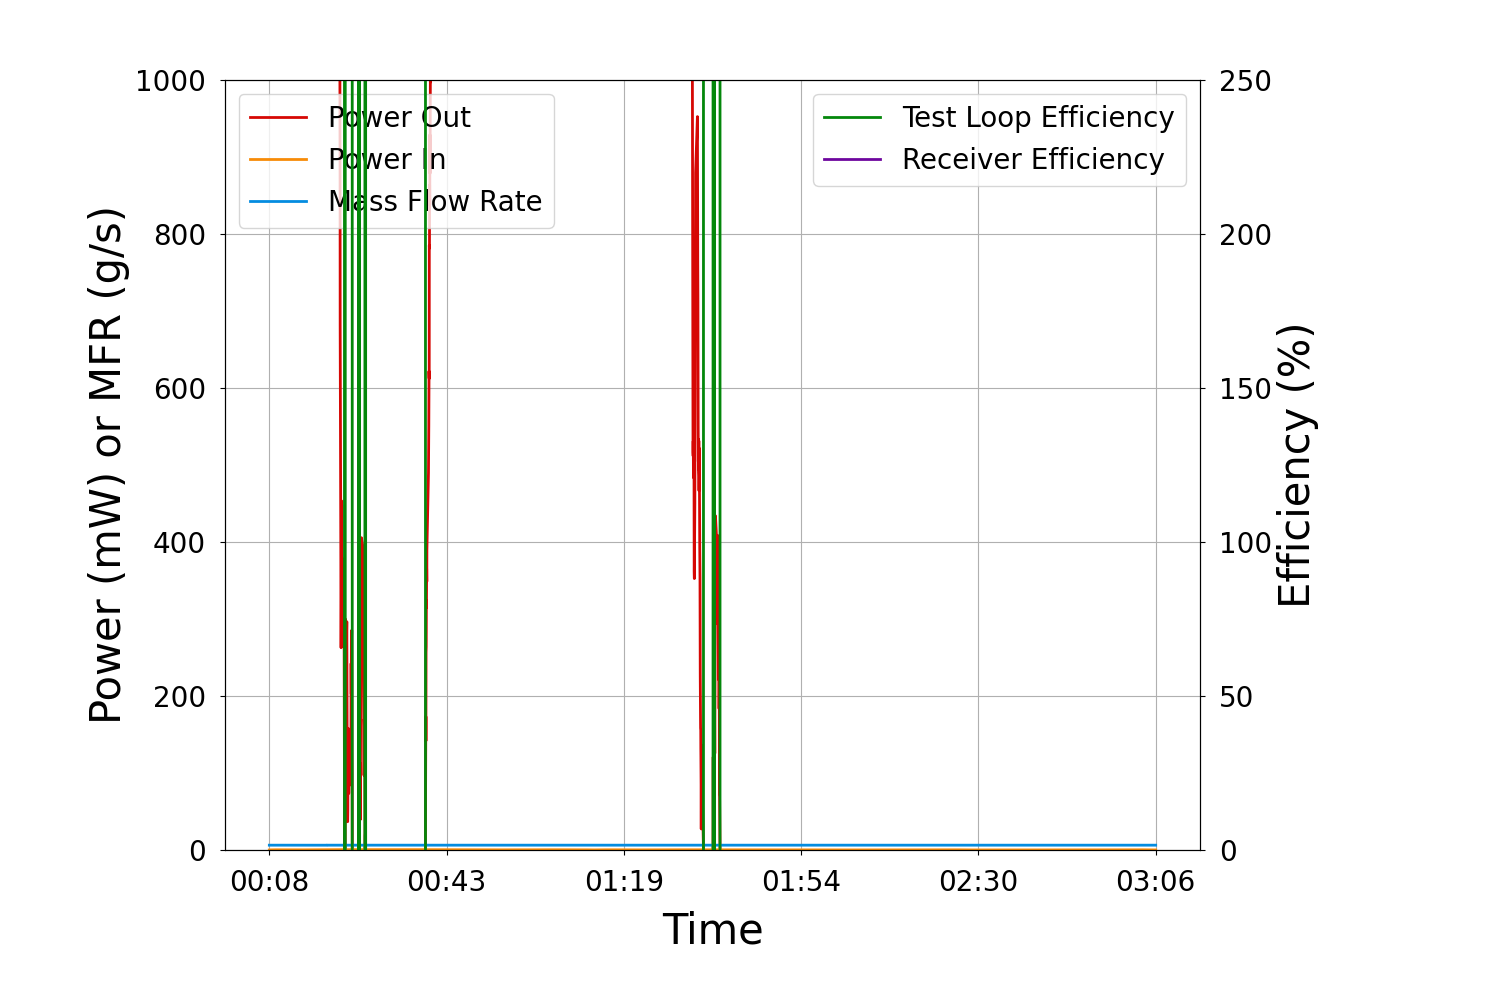 1000
800
600
400
200
0
Power (mW) or MFR (g/s)
Power Out
Power In
Mass Flow Rate
Test Loop Efficiency
Receiver Efficiency
250
200
150
100
50
0
Efficiency (%)
00:08 00:43 01:19 01:54 02:30 03:06
Time